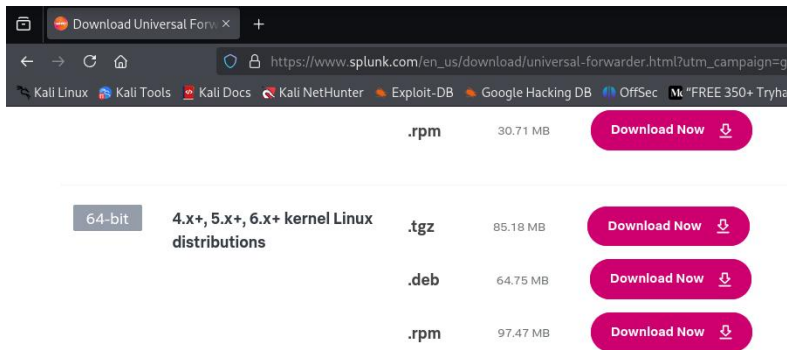 Download Universal Forw
https://www.splunk.com/en_us/download/universal-forwarder.html?utm_campaign=g
Kali Linux Kali Tools Kali Docs Kali NetHunter Exploit-DB Google Hacking DB OffSec "FREE 350+ Tryha
.rpm 30.71 MB Download Now
64-bit 4.x+, 5.x+, 6.x+ kernel Linux distributions .tgz 85.18 MB Download Now
.deb 64.75 MB Download Now
.rpm 97.47 MB Download Now